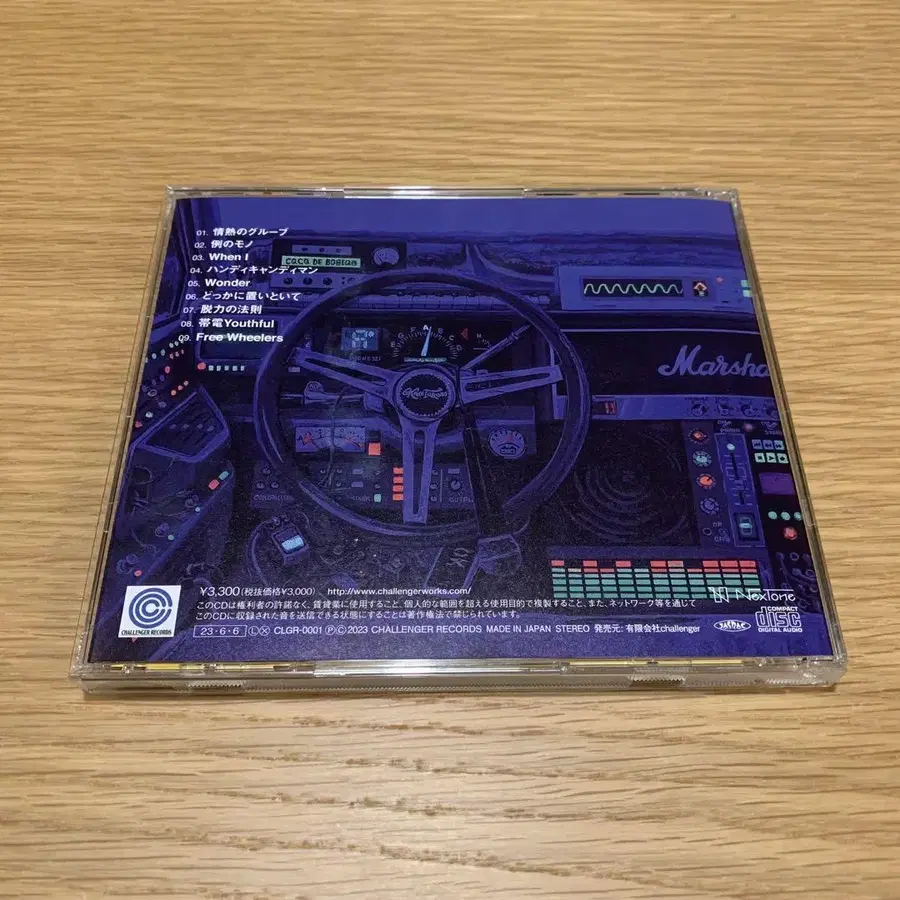 01. 情熱のグルーブ
02. 例のモノ
03. When I
04. ハンディキャンディマン
05. Wonder
06. どっかに置いといて
07. 脱力の法則
08. 帯電Youthful
09. Free Wheelers
COCO DE BOSION
E G F A E C D
Marsha
¥3,300(税抜価格¥3,000) http://www.challengerworks.com/
このCDは権利者の許諾なく、賃貸業に使用すること、個人的な範囲を超える使用目的で複製すること、また、ネットワーク等を通じて
このCDに収録された音を送信できる状態にすることは著作権法で禁じられています。
23・6・6 CLGR-0001 ⓅⒸ2023 CHALLENGER RECORDS MADE IN JAPAN STEREO 発売元: 有限会社challenger
CHALLENGER RECORDS
NexTone
COMPACT
disc
DIGITAL AUDIO